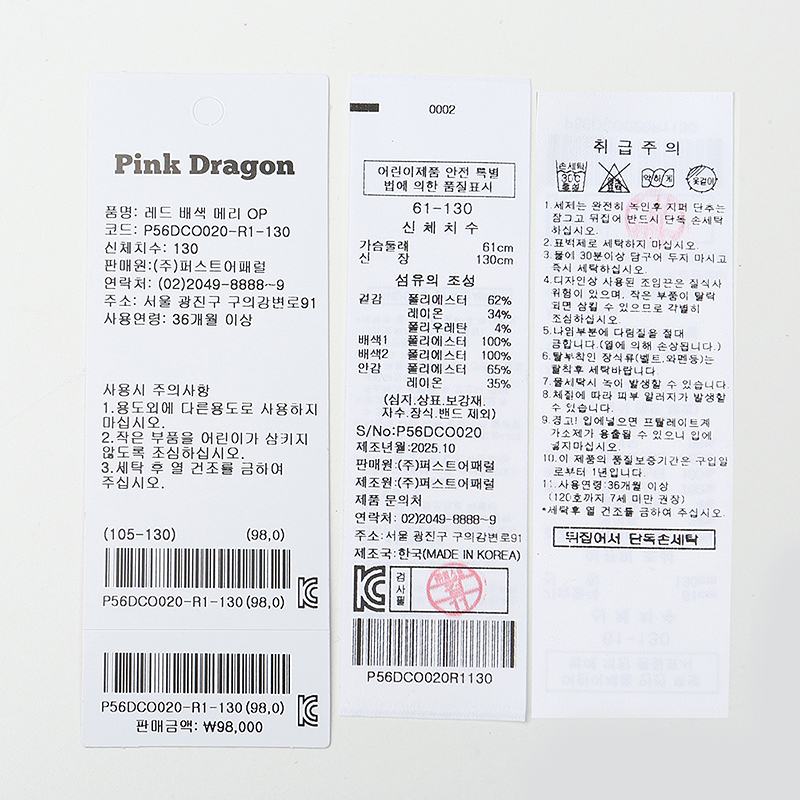 Pink Dragon
품명: 레드 배색 메리 OP
코드: P56DCO020-R1-130
신체치수: 130
판매원:(주)퍼스트어패럴
연락처: (02)2049-8888~9
주소: 서울 광진구 구의강변로91
사용연령: 36개월 이상
사용시 주의사항
1.용도외에 다른용도로 사용하지
마십시오.
2.작은 부품을 어린이가 삼키지
않도록 조심하십시오.
3.세탁 후 열 건조를 금하여
주십시오.
(105-130) (98,0)
P56DCO020-R1-130 (98,0)
P56DCO020-R1-130 (98,0)
판매금액: ₩98,000
0002
어린이제품 안전 특별
법에 의한 품질표시
61-130
신체치수
가슴둘레 61cm
신 장 130cm
섬유의 조성
겉감 폴리에스터 62%
레이온 34%
폴리우레탄 4%
배색1 폴리에스터 100%
배색2 폴리에스터 100%
안감 폴리에스터 65%
레이온 35%
(심지.상표.보강재.
자수.장식.밴드 제외)
S/No:P56DCO020
제조년월:2025.10
판매원:(주)퍼스트어패럴
제조원:(주)퍼스트어패럴
제품 문의처
연락처: 02)2049-8888~9
주소:서울 광진구 구의강변로91
제조국:한국(MADE IN KOREA)
검사필
P56DCO020R1130
취급주의
손세탁
30℃
중성
약하게
옷걸이
1.세제는 완전히 녹인후 지퍼 단추는
잠그고 뒤집어 반드시 단독 손세탁
하십시오.
2.표백제로 세탁하지 마십시오.
3.물이 30분이상 담구어 두지 마시고
즉시 세탁하십시오.
4.디자인상 사용된 조임끈은 질식사
위험이 있으며, 작은 부품이 탈락
되면 삼킬 수 있으므로 각별히
조심하십시오.
5.나염부분에 다림질을 절대
금합니다.(열에 의해 손상됩니다.)
6.탈부착인 장식류(벨트,와펜등)는
탈착후 세탁바랍니다.
7.물세탁시 녹이 발생할 수 있습니다.
8.체질에 따라 피부 알러지가 발생할
수 있습니다.
9.경고! 입에넣으면 프탈레이트계
가소제가 용출될 수 있으니 입에
넣지마십시오.
10.이 제품의 품질보증기간은 구입일
로부터 1년입니다.
11.사용연령:36개월 이상
(120호까지 7세 미만 권장)
*세탁후 열 건조를 금하여 주십시오.
뒤집어서 단독손세탁